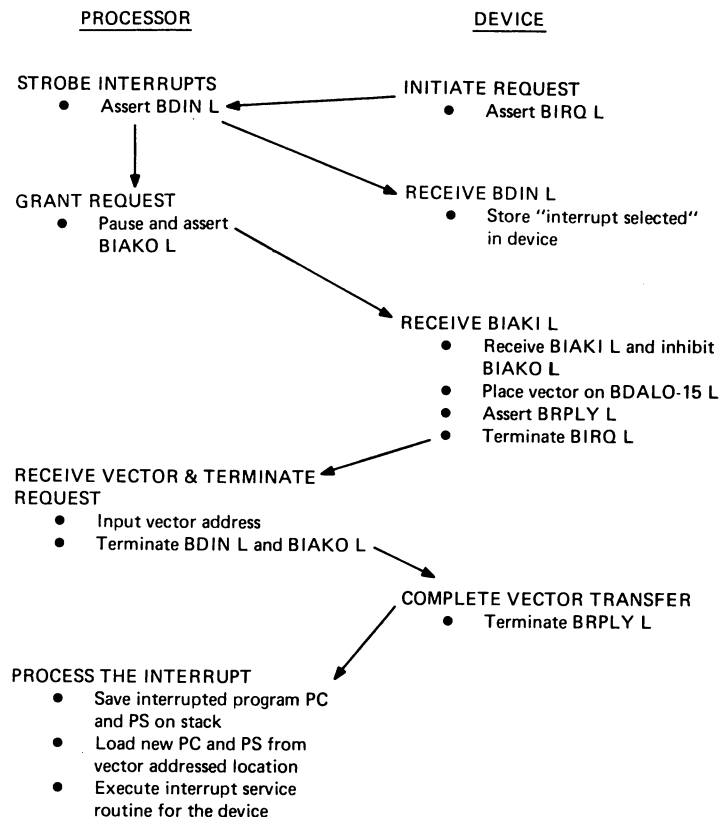 PROCESSOR
DEVICE
STROBE INTERRUPTS
● Assert BDIN L
INITIATE REQUEST
● Assert BIRQ L
GRANT REQUEST
● Pause and assert
BIAKO L
RECEIVE BDIN L
● Store "interrupt selected"
in device
RECEIVE BIAKI L
● Receive BIAKI L and inhibit
BIAKO L
● Place vector on BDALO-15 L
● Assert BRPLY L
● Terminate BIRQ L
RECEIVE VECTOR & TERMINATE
REQUEST
● Input vector address
● Terminate BDIN L and BIAKO L
COMPLETE VECTOR TRANSFER
● Terminate BRPLY L
PROCESS THE INTERRUPT
● Save interrupted program PC
and PS on stack
● Load new PC and PS from
vector addressed location
● Execute interrupt service
routine for the device